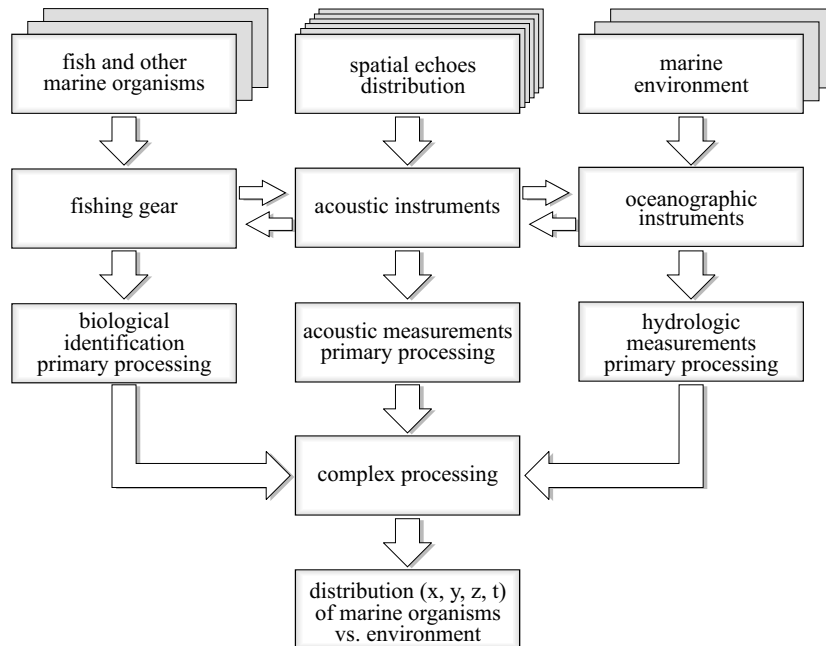 fish and other
marine organisms
spatial echoes
distribution
marine
environment
fishing gear
acoustic instruments
oceanographic
instruments
biological
identification
primary processing
acoustic measurements
primary processing
hydrologic
measurements
primary processing
complex processing
distribution (x, y, z, t)
of marine organisms
vs. environment